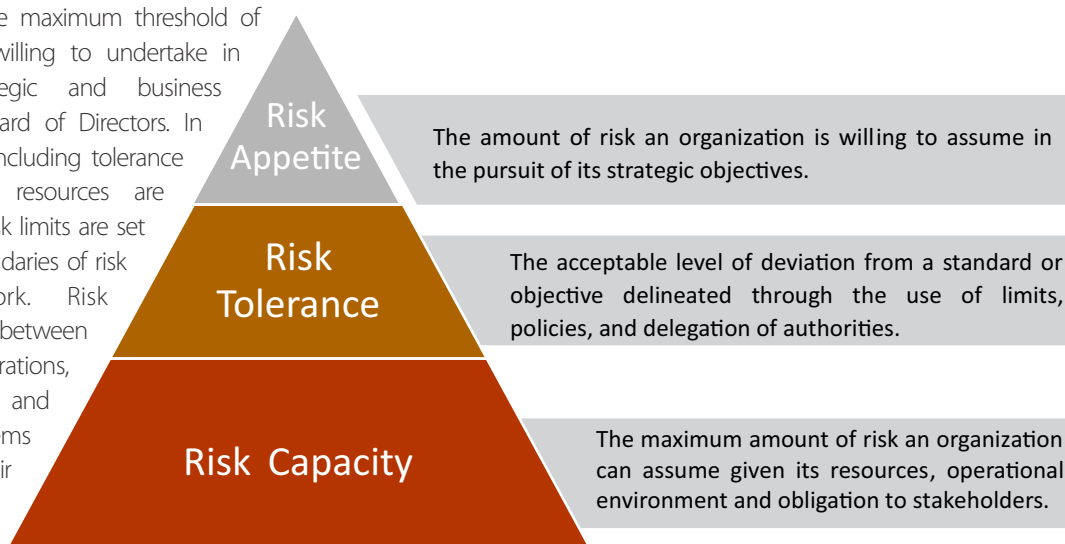 e maximum threshold of
willing to undertake in
egic and business
ard of Directors. In
ncluding tolerance
resources are
sk limits are set
daries of risk
ork. Risk
between
rations,
and
ems
ir
Risk
Appetite
The amount of risk an organization is willing to assume in
the pursuit of its strategic objectives.
Risk
Tolerance
The acceptable level of deviation from a standard or
objective delineated through the use of limits,
policies, and delegation of authorities.
Risk Capacity
The maximum amount of risk an organization
can assume given its resources, operational
environment and obligation to stakeholders.